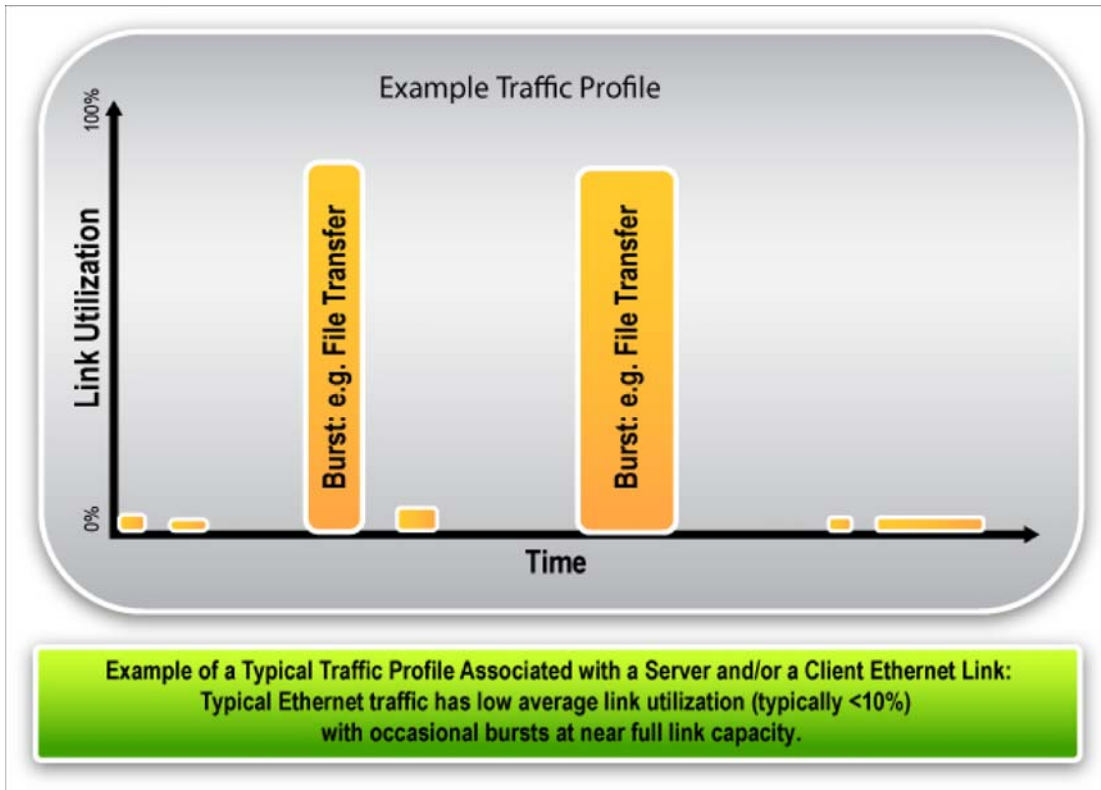 Example Traffic Profile
100%
Link Utilization
0%
Burst: e.g. File Transfer
Burst: e.g. File Transfer
Time
Example of a Typical Traffic Profile Associated with a Server and/or a Client Ethernet Link:
Typical Ethernet traffic has low average link utilization (typically <10%)
with occasional bursts at near full link capacity.